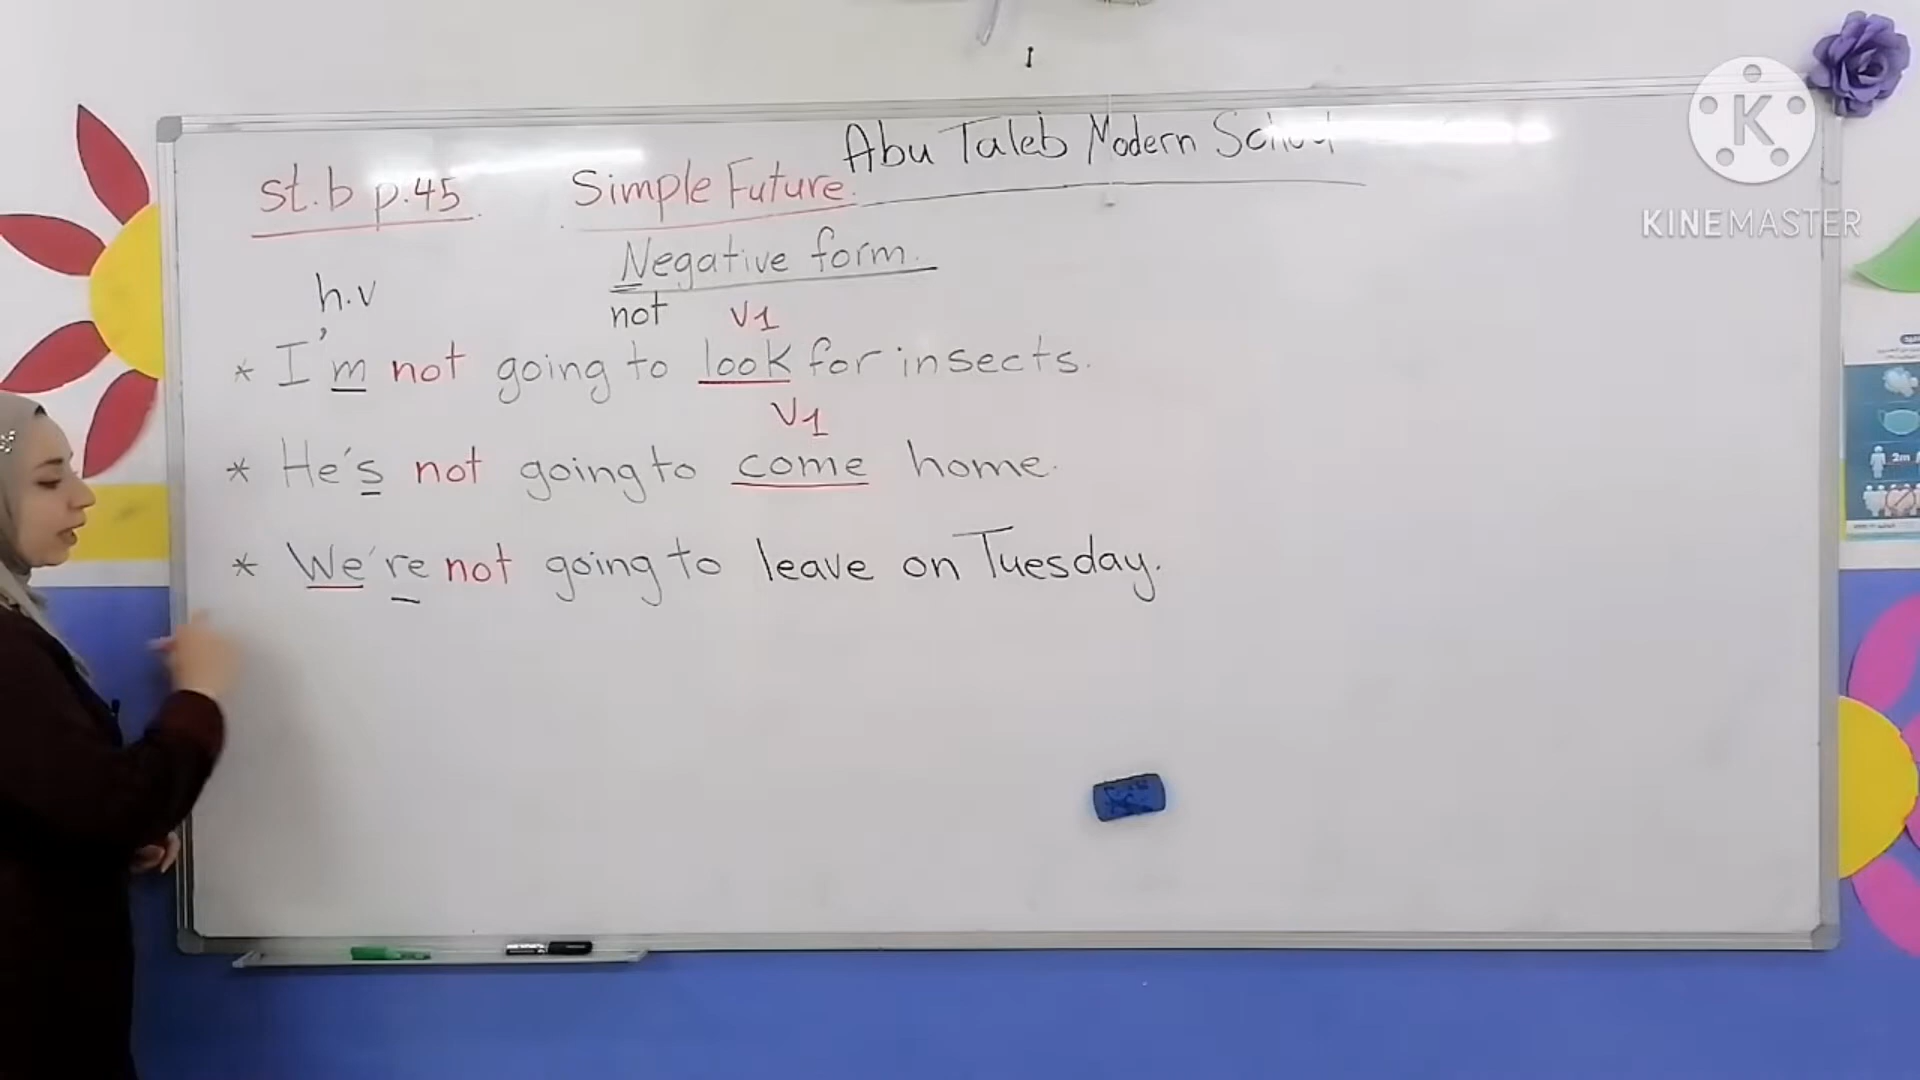 Abu Taleb Modern School
st.b p.45. Simple Future.
Negative form.
h.v not V1
* I'm not going to look for insects.
V1
* He's not going to come home.
* We're not going to leave on Tuesday.
K
KINEMASTER
2m